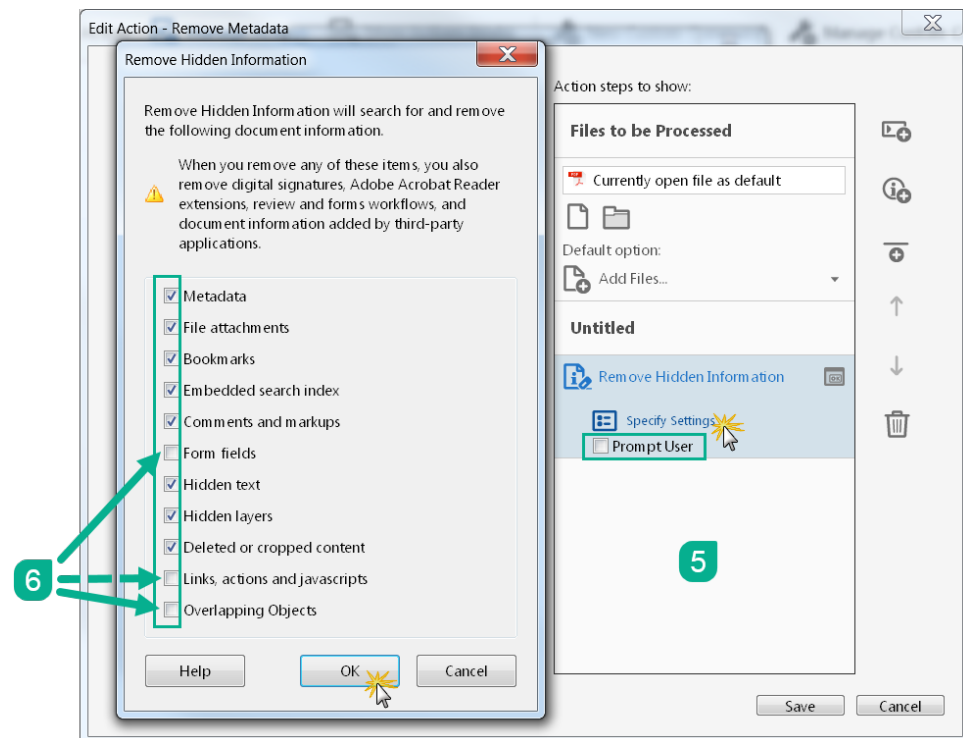 Edit Action - Remove Metadata
Remove Hidden Information
Remove Hidden Information will search for and remove
the following document information.
When you remove any of these items, you also
remove digital signatures, Adobe Acrobat Reader
extensions, review and forms workflows, and
document information added by third-party
applications.
Metadata
File attachments
Bookmarks
Embedded search index
Comments and markups
Form fields
Hidden text
Hidden layers
Deleted or cropped content
Links, actions and javascripts
Overlapping Objects
6
Help
OK
Cancel
Action steps to show:
Files to be Processed
Currently open file as default
Default option:
Add Files...
Untitled
Remove Hidden Information
Specify Settings
Prompt User
5
Save
Cancel